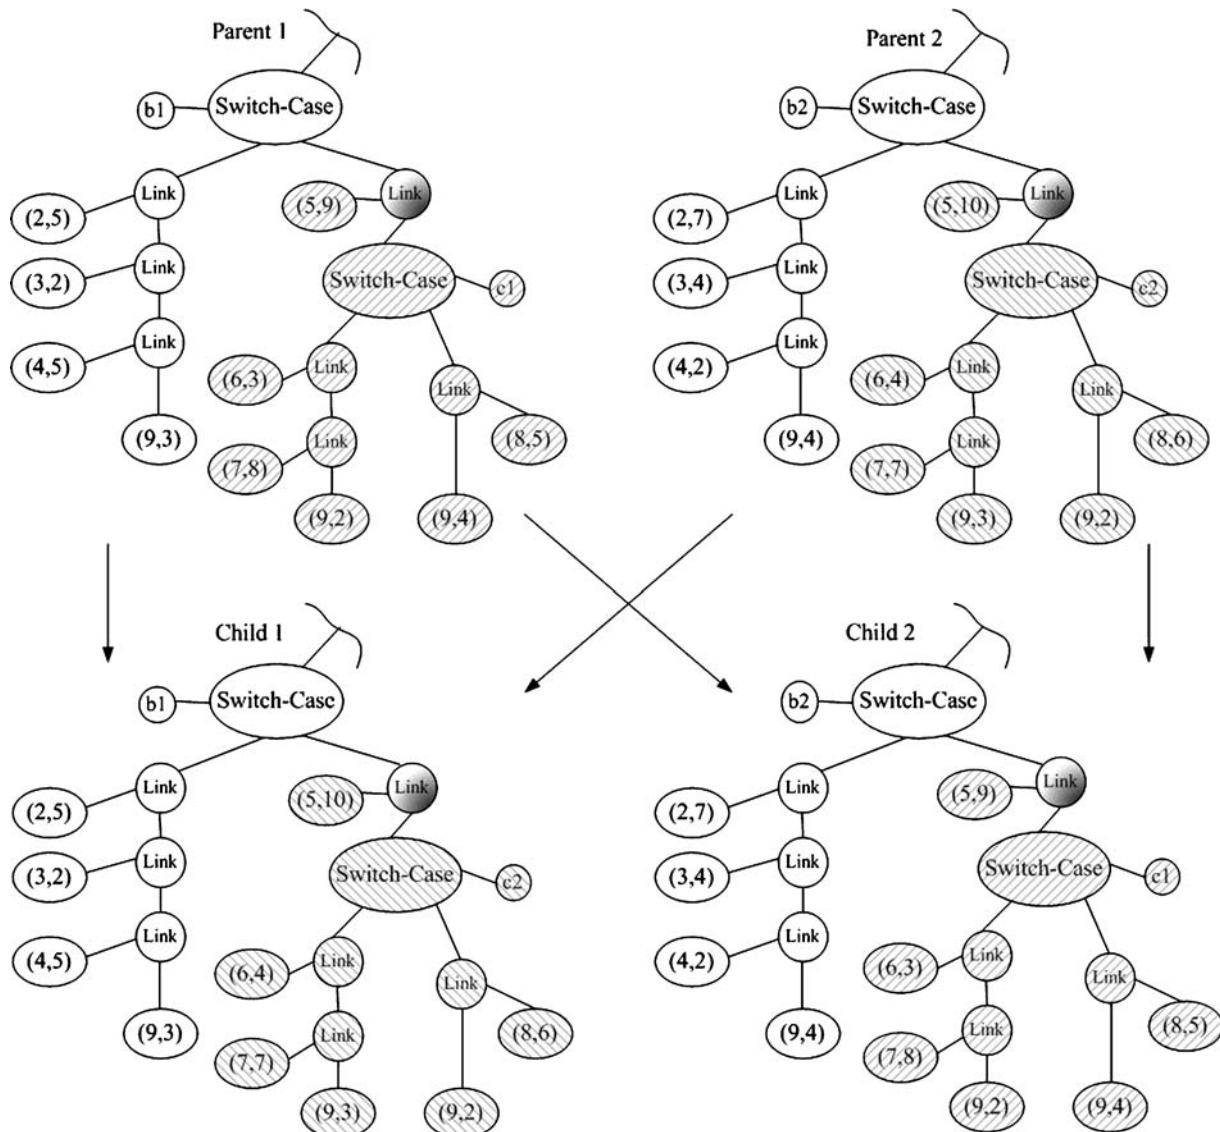 Parent 1
b1
Switch-Case
Link
Link
(2,5)
(5,9)
Link
(3,2)
Switch-Case
c1
Link
(4,5)
Link
(6,3)
Link
(9,3)
Link
(7,8)
(8,5)
(9,2)
(9,4)
Parent 2
b2
Switch-Case
Link
Link
(2,7)
(5,10)
Link
(3,4)
Switch-Case
c2
Link
(4,2)
Link
(6,4)
Link
(9,4)
Link
(7,7)
(8,6)
(9,3)
(9,2)
Child 1
b1
Switch-Case
Link
Link
(2,5)
(5,10)
Link
(3,2)
Switch-Case
c2
Link
(4,5)
Link
(6,4)
Link
(9,3)
Link
(7,7)
(8,6)
(9,3)
(9,2)
Child 2
b2
Switch-Case
Link
Link
(2,7)
(5,9)
Link
(3,4)
Switch-Case
c1
Link
(4,2)
Link
(6,3)
Link
(9,4)
Link
(7,8)
(8,5)
(9,2)
(9,4)